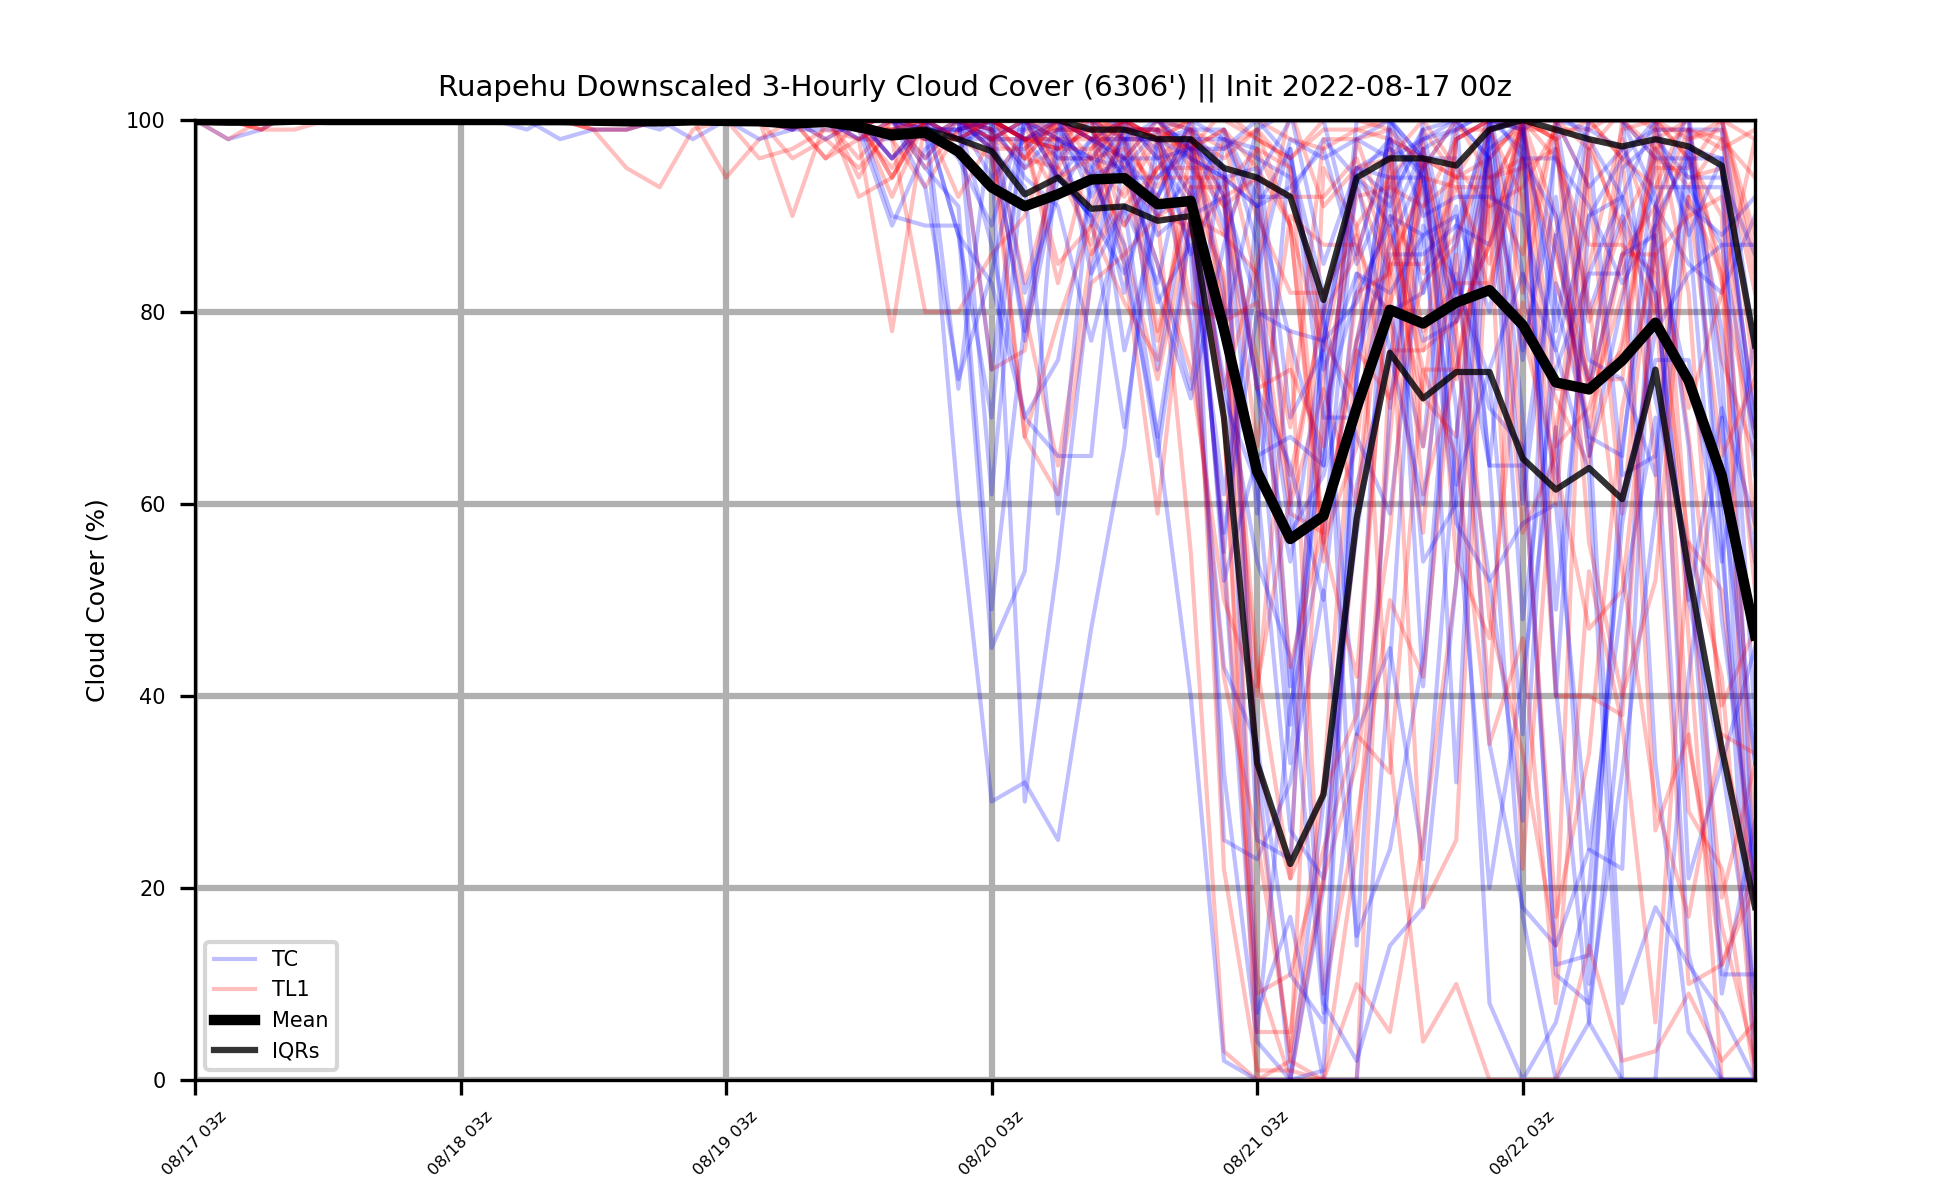 Ruapehu Downscaled 3-Hourly Cloud Cover (6306') || Init 2022-08-17 00z
Cloud Cover (%)
100
80
60
40
20
0
TC
TL1
Mean
IQRs
08/17 03z
08/18 03z
08/19 03z
08/20 03z
08/21 03z
08/22 03z